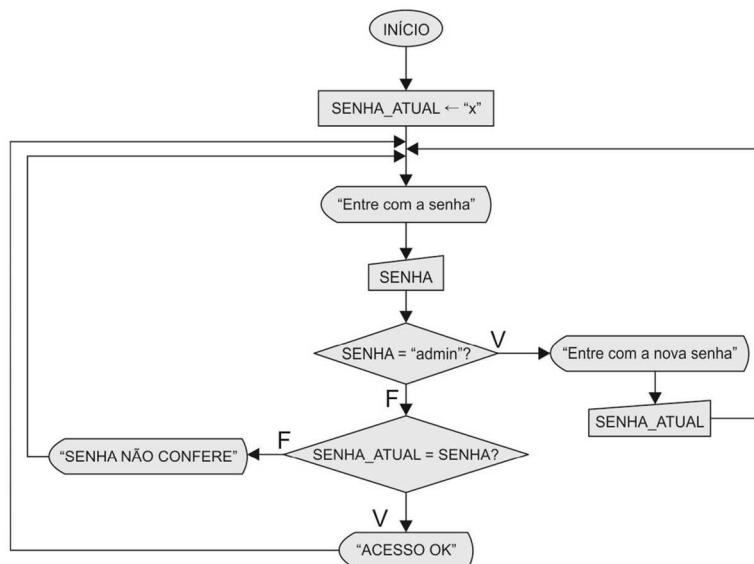 INÍCIO
SENHA_ATUAL ← “x”
“Entre com a senha”
SENHA
SENHA = “admin”?
V
“Entre com a nova senha”
F
SENHA_ATUAL
SENHA_ATUAL = SENHA?
F
“SENHA NÃO CONFERE”
V
“ACESSO OK”